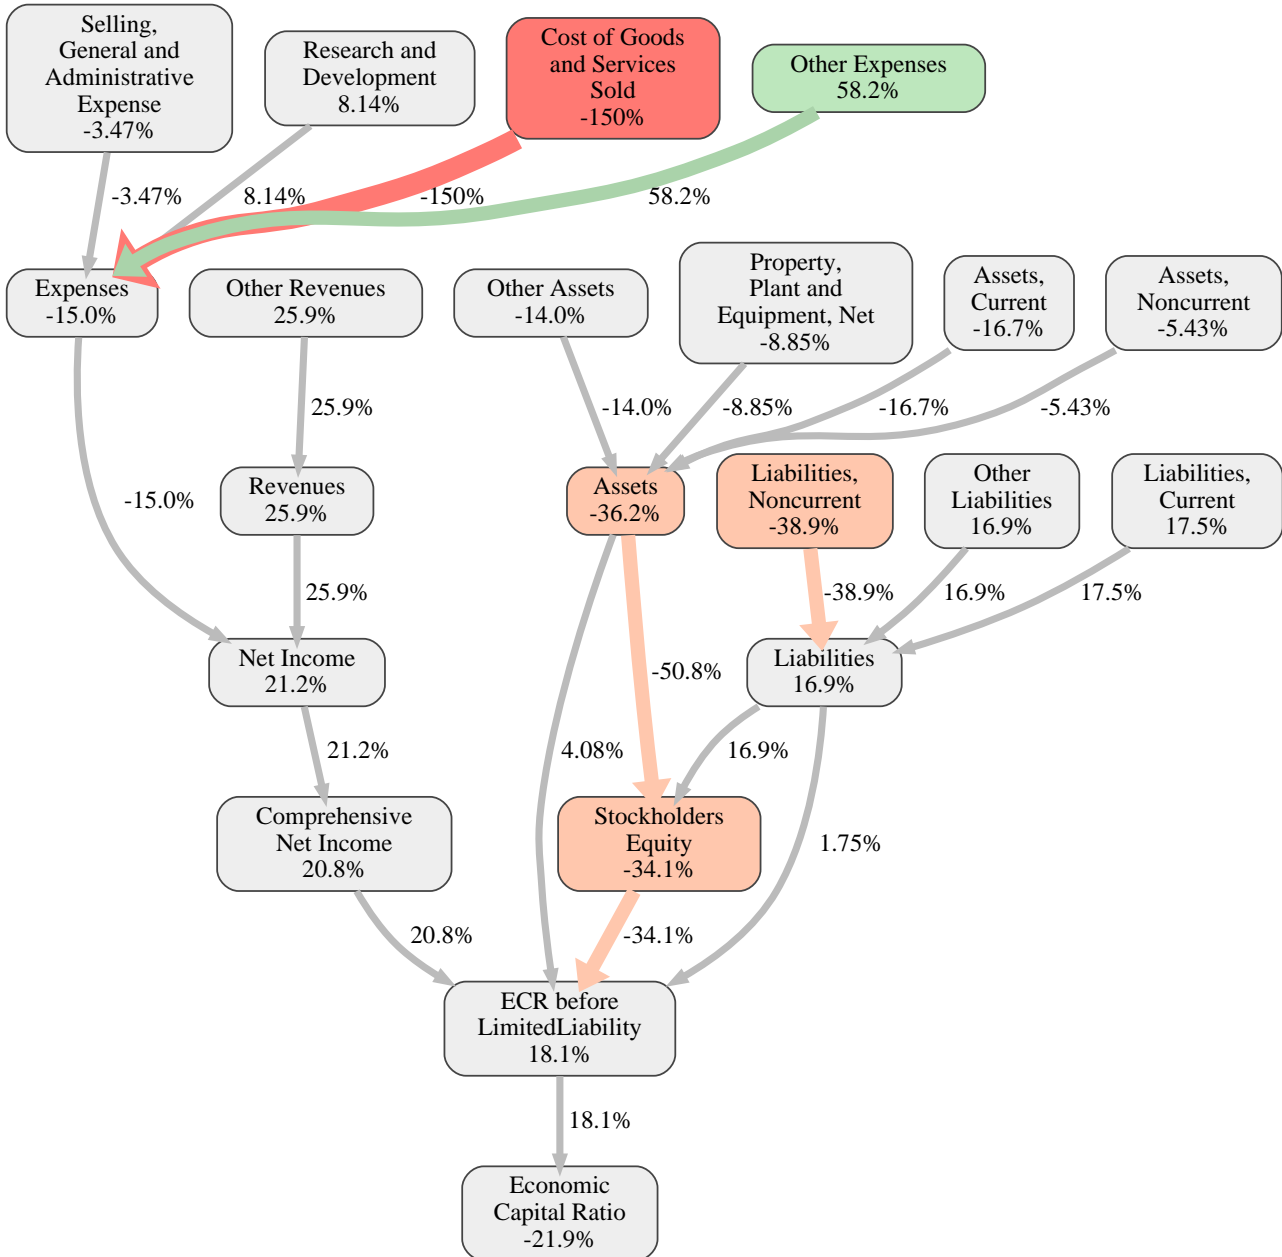 Selling,
General and
Administrative
Expense
-3.47%
Research and
Development
8.14%
Cost of Goods
and Services
Sold
-150%
Other Expenses
58.2%
-3.47%
8.14%
-150%
58.2%
Expenses
-15.0%
Other Revenues
25.9%
Other Assets
-14.0%
Property,
Plant and
Equipment, Net
-8.85%
Assets,
Current
-16.7%
Assets,
Noncurrent
-5.43%
25.9%
-14.0%
-8.85%
-16.7%
-5.43%
-15.0%
Revenues
25.9%
Assets
-36.2%
Liabilities,
Noncurrent
-38.9%
Other
Liabilities
16.9%
Liabilities,
Current
17.5%
25.9%
-38.9%
16.9%
17.5%
Net Income
21.2%
-50.8%
Liabilities
16.9%
21.2%
4.08%
16.9%
1.75%
Comprehensive
Net Income
20.8%
Stockholders
Equity
-34.1%
20.8%
-34.1%
ECR before
LimitedLiability
18.1%
18.1%
Economic
Capital Ratio
-21.9%